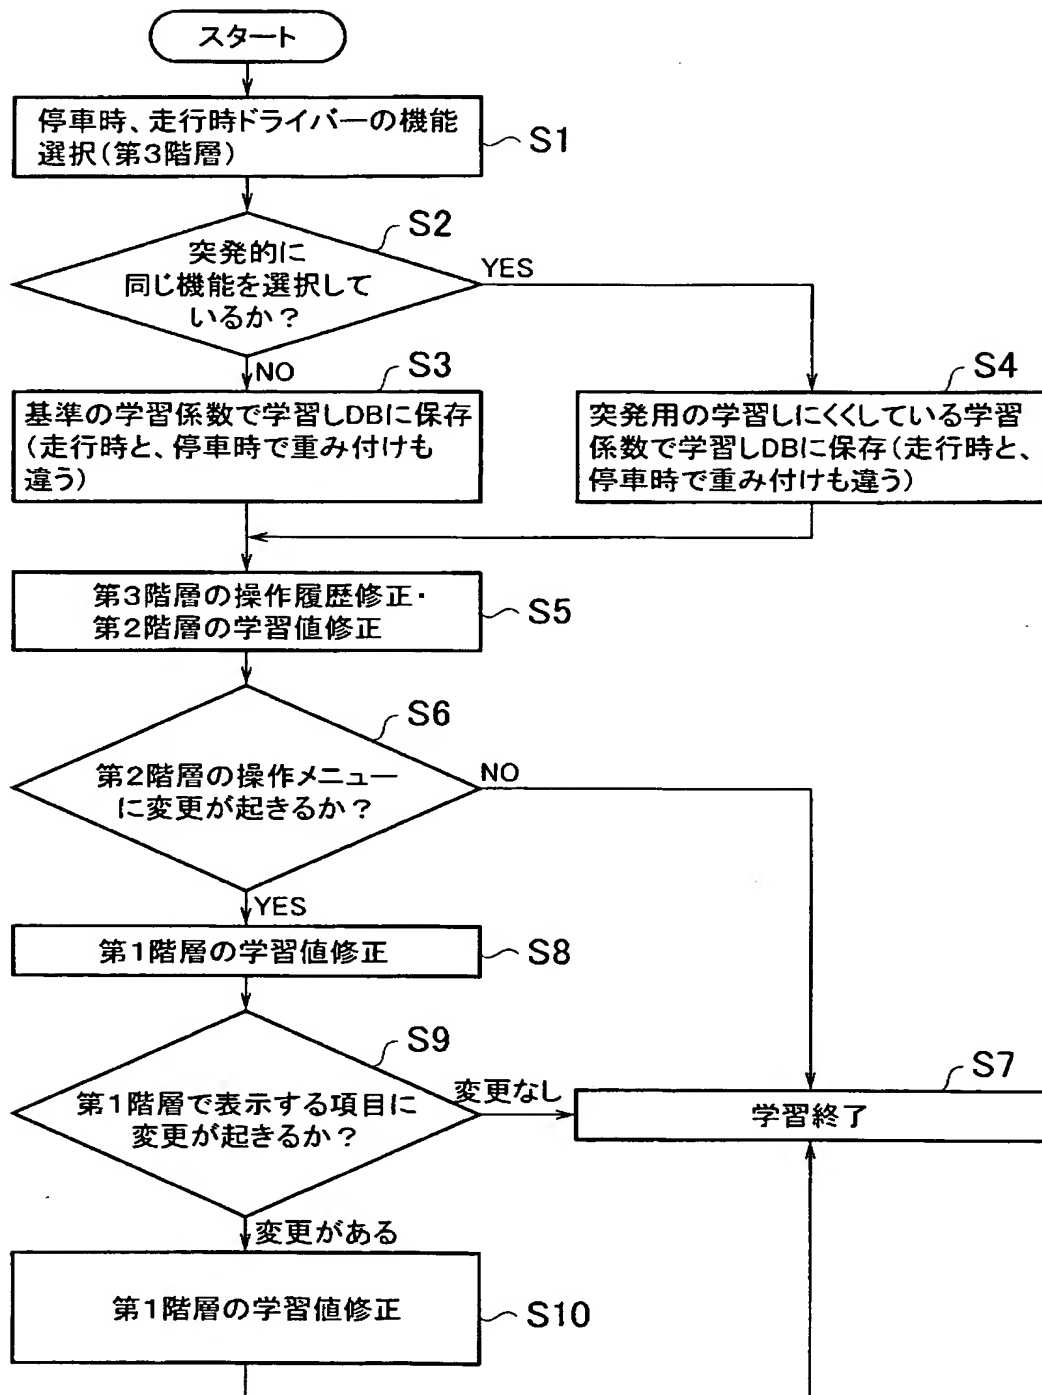 スタート
停車時、走行時ドライバーの機能
選択(第3階層)
S1
S2
突発的に
同じ機能を選択して
いるか?
YES
NO
S3
基準の学習係数で学習しDBに保存
(走行時と、停車時で重み付けも
違う)
S4
突発用の学習しにくくしている学習
係数で学習しDBに保存(走行時と、
停車時で重み付けも違う)
第3階層の操作履歴修正・
第2階層の学習値修正
S5
S6
第2階層の操作メニュー
に変更が起きるか?
NO
YES
第1階層の学習値修正
S8
S9
第1階層で表示する項目に
変更が起きるか?
変更なし
S7
学習終了
変更がある
第1階層の学習値修正
S10